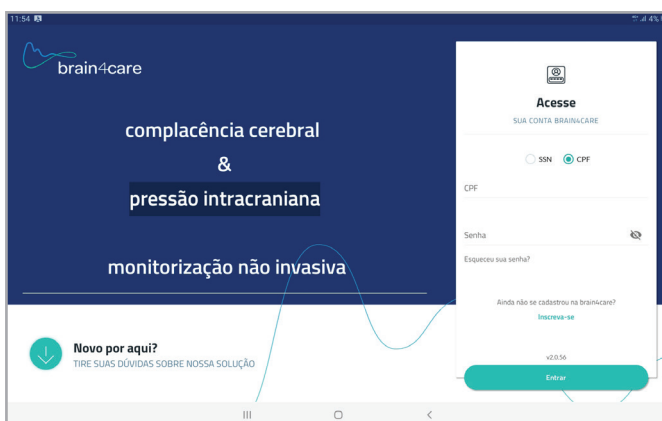 11:54
4%
brain4care
complacência cerebral
&
pressão intracraniana
monitorização não invasiva
Novo por aqui?
TIRE SUAS DÚVIDAS SOBRE NOSSA SOLUÇÃO
Acesse
SUA CONTA BRAIN4CARE
SSN CPF
CPF
Senha
Esqueceu sua senha?
Ainda não se cadastrou na brain4care?
Inscreva-se
v2.0.56
Entrar